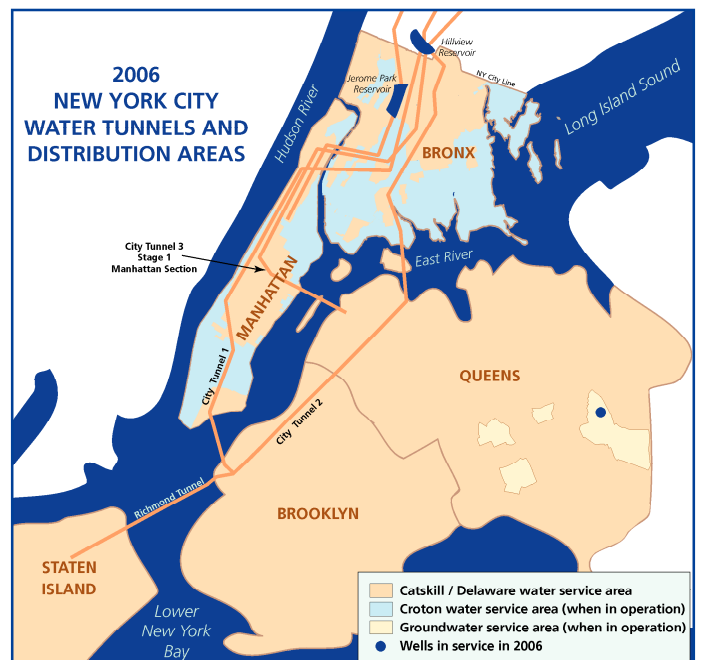 2006
NEW YORK CITY
WATER TUNNELS AND
DISTRIBUTION AREAS
Hillview
Reservoir
NY City Line
Jerome Park
Reservoir
Hudson River
Long Island Sound
BRONX
City Tunnel 3
Stage 1
Manhattan Section
East River
MANHATTAN
City Tunnel 1
QUEENS
City Tunnel 2
Richmond Tunnel
BROOKLYN
STATEN
ISLAND
Lower
New York
Bay
Catskill / Delaware water service area
Croton water service area (when in operation)
Groundwater service area (when in operation)
Wells in service in 2006